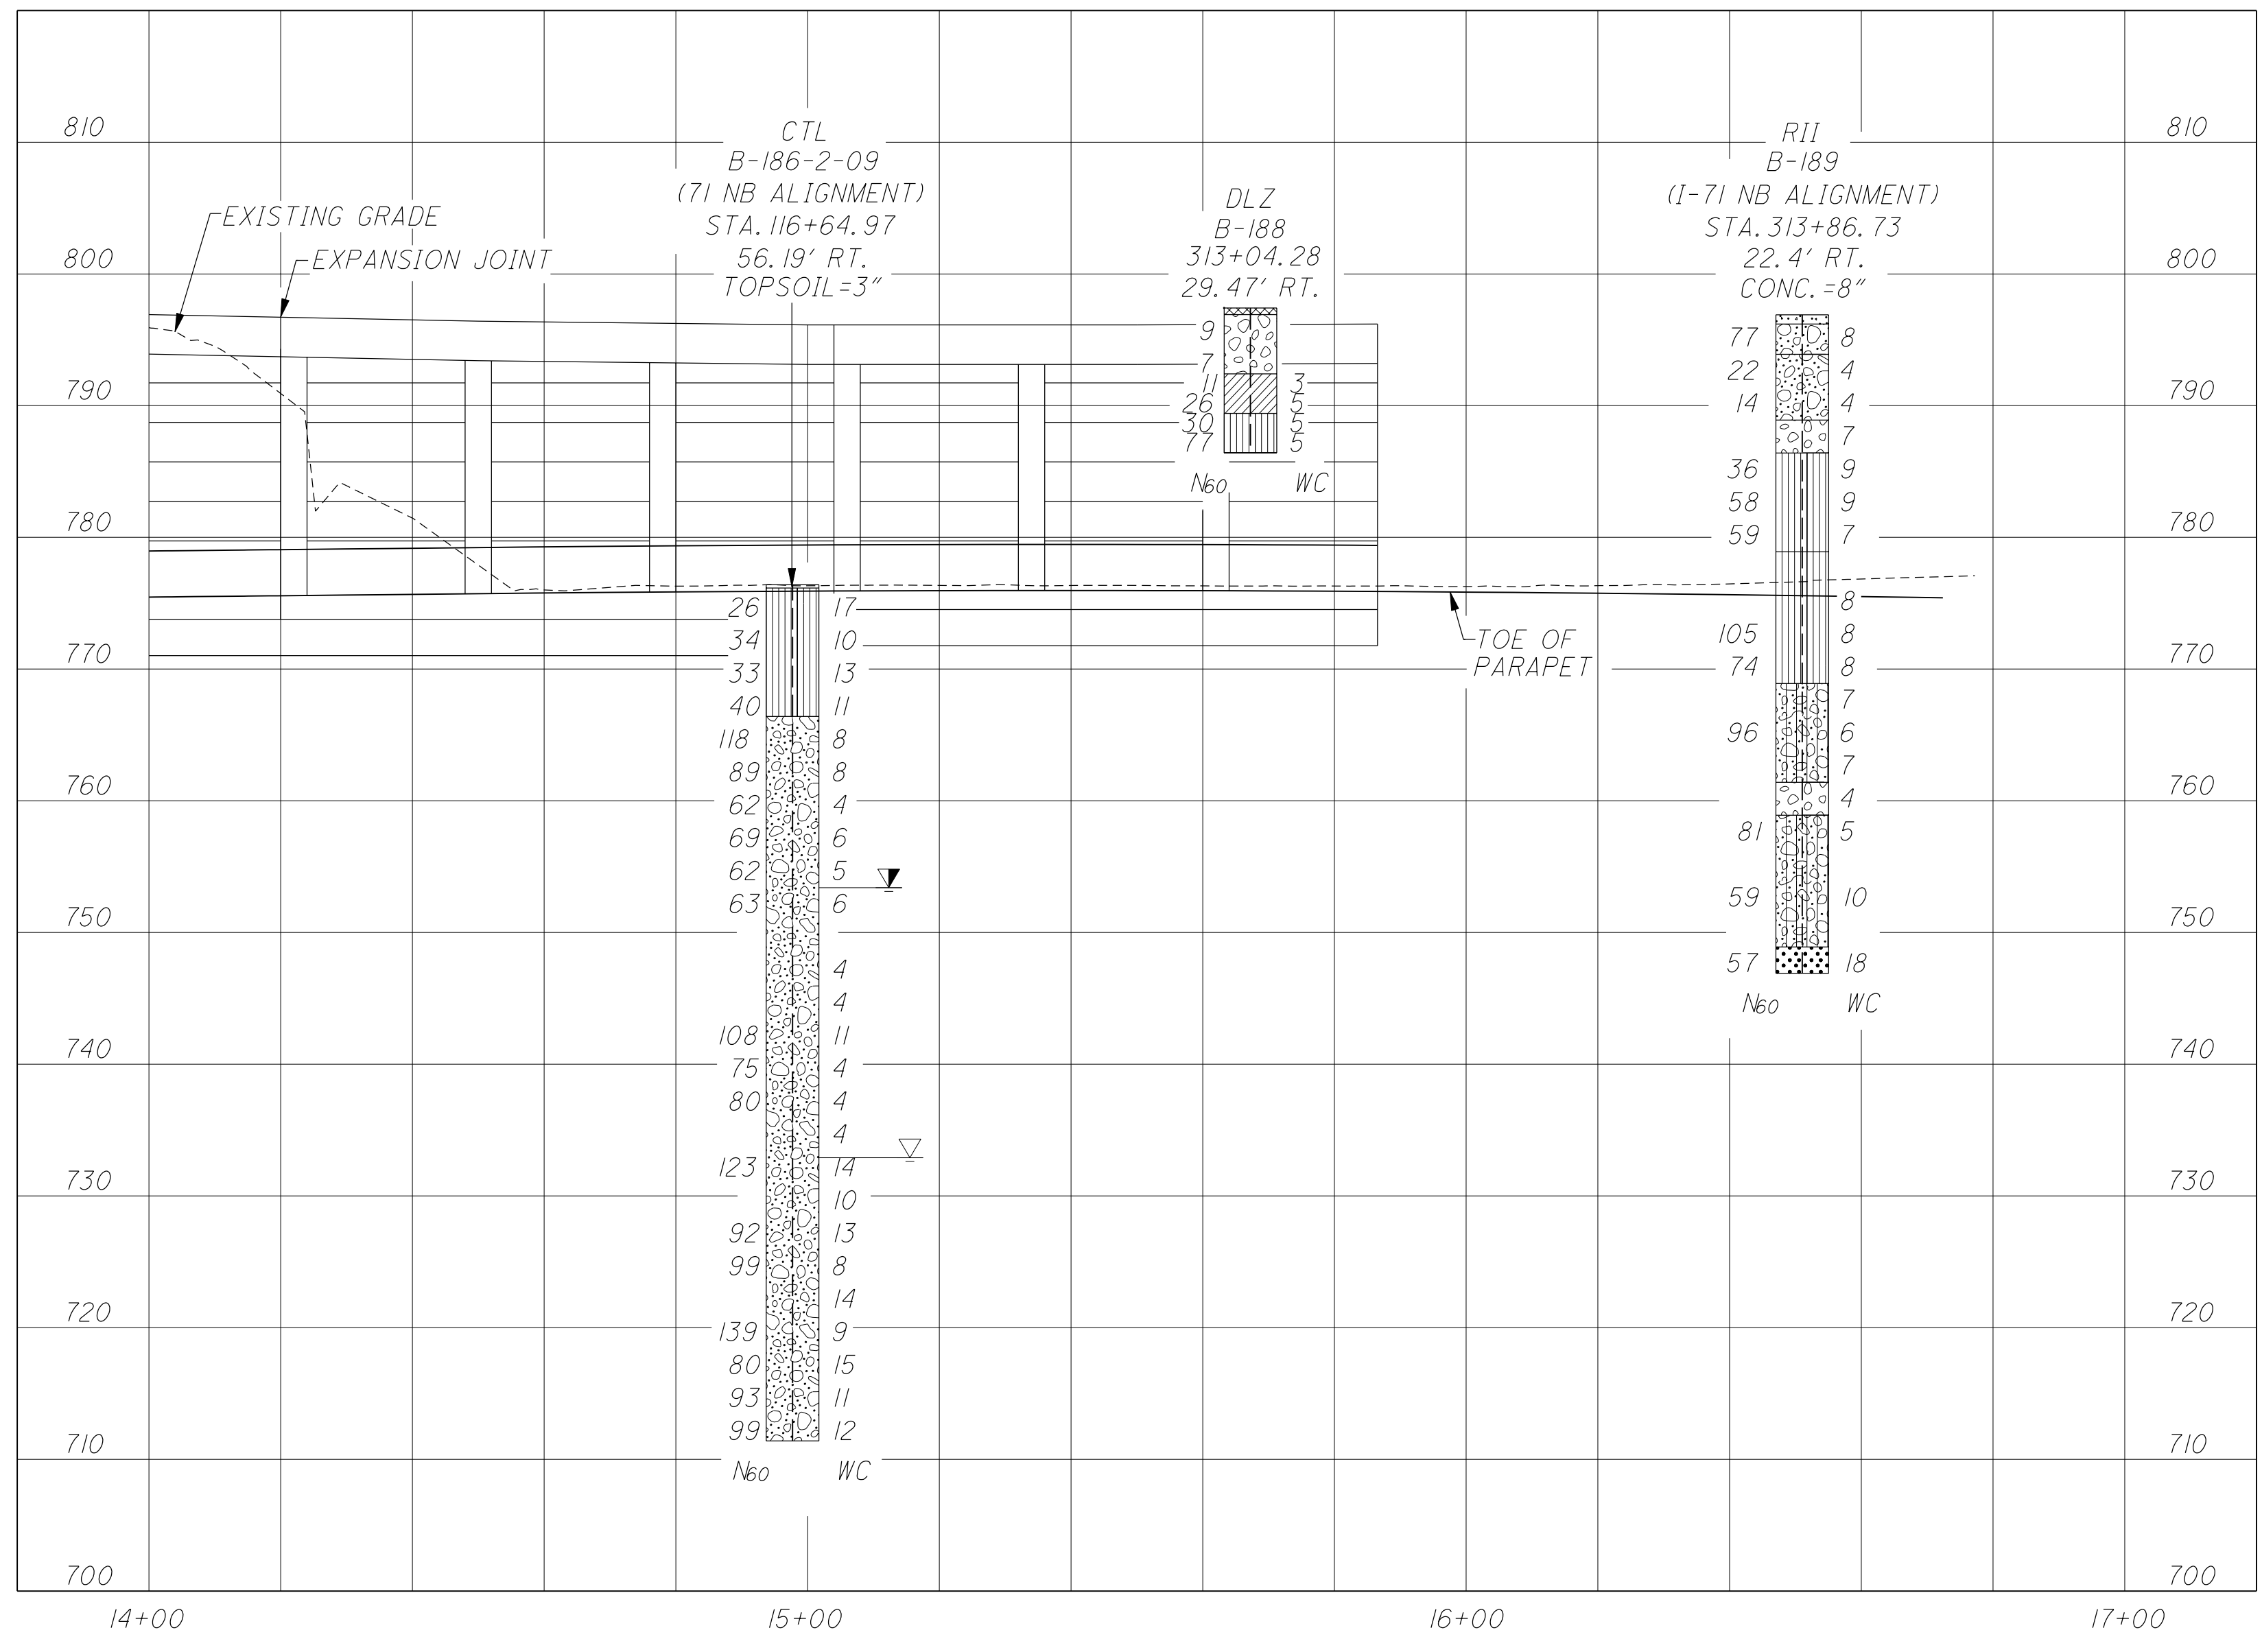 CTL
B-186-2-09
(71 NB ALIGNMENT)
STA. 116+64.97
56.19' RT.
TOPSOIL=3"
DLZ
B-188
313+04.28
29.47' RT.
RII
B-189
(I-71 NB ALIGNMENT)
STA. 313+86.73
22.4' RT.
CONC.=8"
EXISTING GRADE
EXPANSION JOINT
TOE OF
PARAPET
810 810
800 800
790 790
780 780
770 770
760 760
750 750
740 740
730 730
720 720
710 710
700 700
26 17
34 10
33 13
40 11
118 8
89 8
62 4
69 6
62 5
63 6
4
4
108 11
75 4
80 4
4
123 14
10
92 13
99 8
14
139 9
80 15
93 11
99 12
N60 WC
9
7
11 3
26 5
30 5
77 5
N60 WC
77 8
22 4
14 4
7
36 9
58 9
59 7
8
105 8
74 8
7
96 6
7
4
81 5
59 10
57 18
N60 WC
14+00 15+00 16+00 17+00